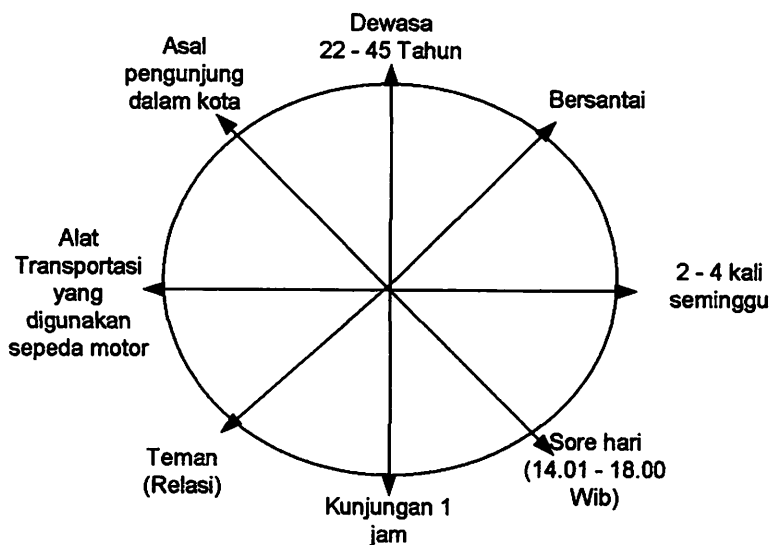 Dewasa
22 - 45 Tahun
Bersantai
2 - 4 kali
seminggu
Sore hari
(14.01 - 18.00
Wib)
Kunjungan 1
jam
Teman
(Relasi)
Alat
Transportasi
yang
digunakan
sepeda motor
Asal
pengunjung
dalam kota